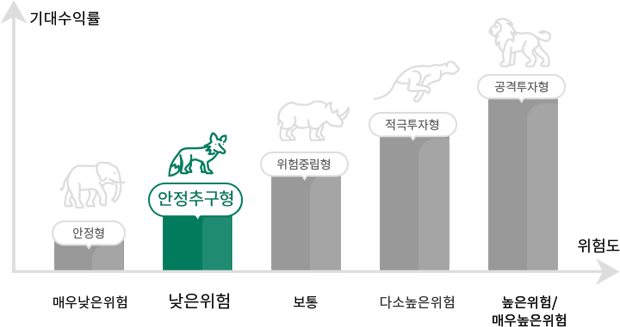 기대수익률
공격투자형
적극투자형
위험중립형
안정추구형
안정형
위험도
매우낮은위험
낮은위험
보통
다소높은위험
높은위험/
매우높은위험